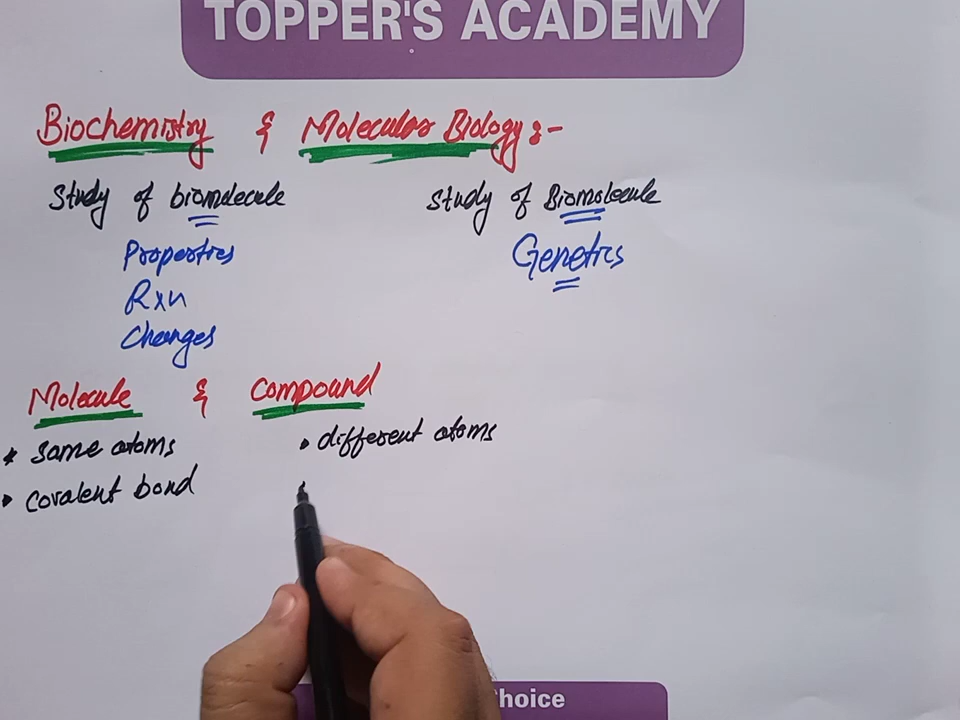 TOPPER'S ACADEMY
Biochemistry & Molecular Biology :-
Study of biomolecule
Study of Biomolecule
Properties
Genetics
Rxn
Changes
Molecule & Compound
same atoms
different atoms
covalent bond
hoice